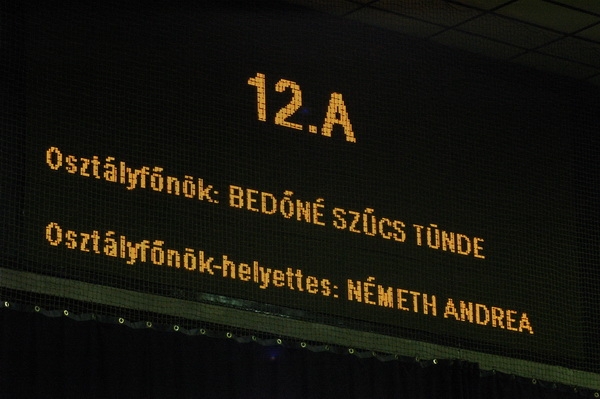 12.A
Osztályfőnök: BEDŐNÉ SZŰCS TÜNDE
Osztályfőnök-helyettes: NÉMETH ANDREA